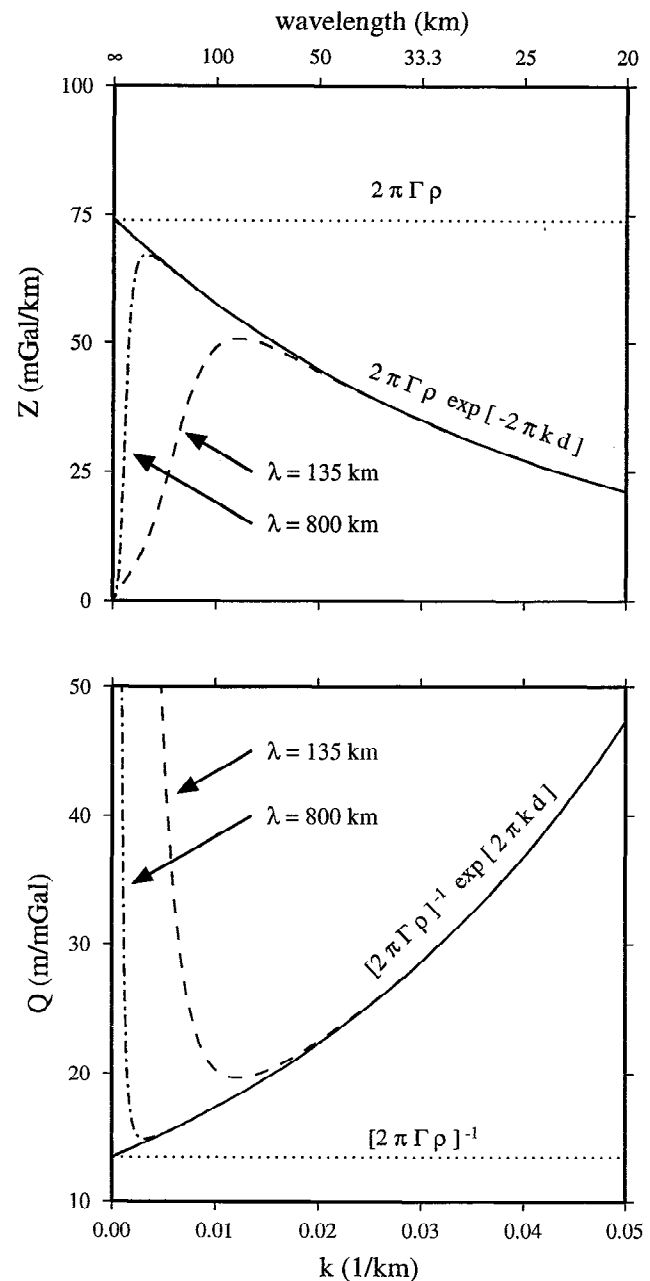 wavelength (km)
∞ 100 50 33.3 25 20
100
75
50
25
0
Z (mGal/km)
2 π Γ ρ
2 π Γ ρ exp [ -2 π k d ]
λ = 135 km
λ = 800 km
50
40
30
20
10
Q (m/mGal)
λ = 135 km
λ = 800 km
[2 π Γ ρ ]⁻¹ exp [ 2 π k d ]
[2 π Γ ρ ]⁻¹
0.00 0.01 0.02 0.03 0.04 0.05
k (1/km)